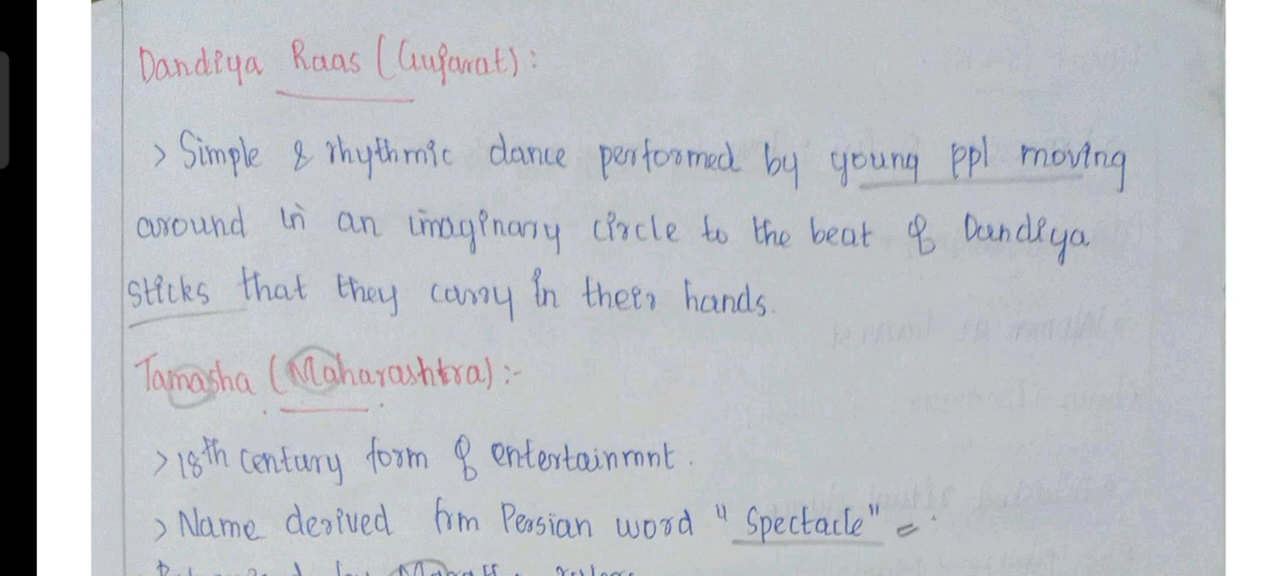 Dandiya Raas (Gujarat):
> Simple & rhythmic dance performed by young ppl moving
around in an imaginary circle to the beat of Dandiya
sticks that they carry in their hands.
Tamasha (Maharashtra):-
> 18th century form of entertainmnt.
> Name derived frm Persian word "Spectacle" =